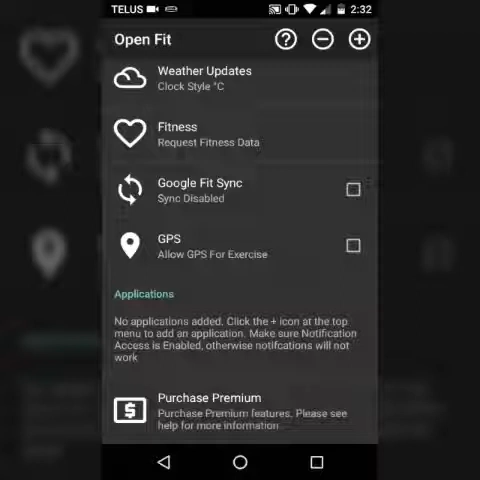 TELUS 2:32
Open Fit
Weather Updates
Clock Style °C
Fitness
Request Fitness Data
Google Fit Sync
Sync Disabled
GPS
Allow GPS For Exercise
Applications
No applications added. Click the + icon at the top
menu to add an application. Make sure Notification
Access is Enabled, otherwise notifcations will not
work
Purchase Premium
Purchase Premium features. Please see
help for more information